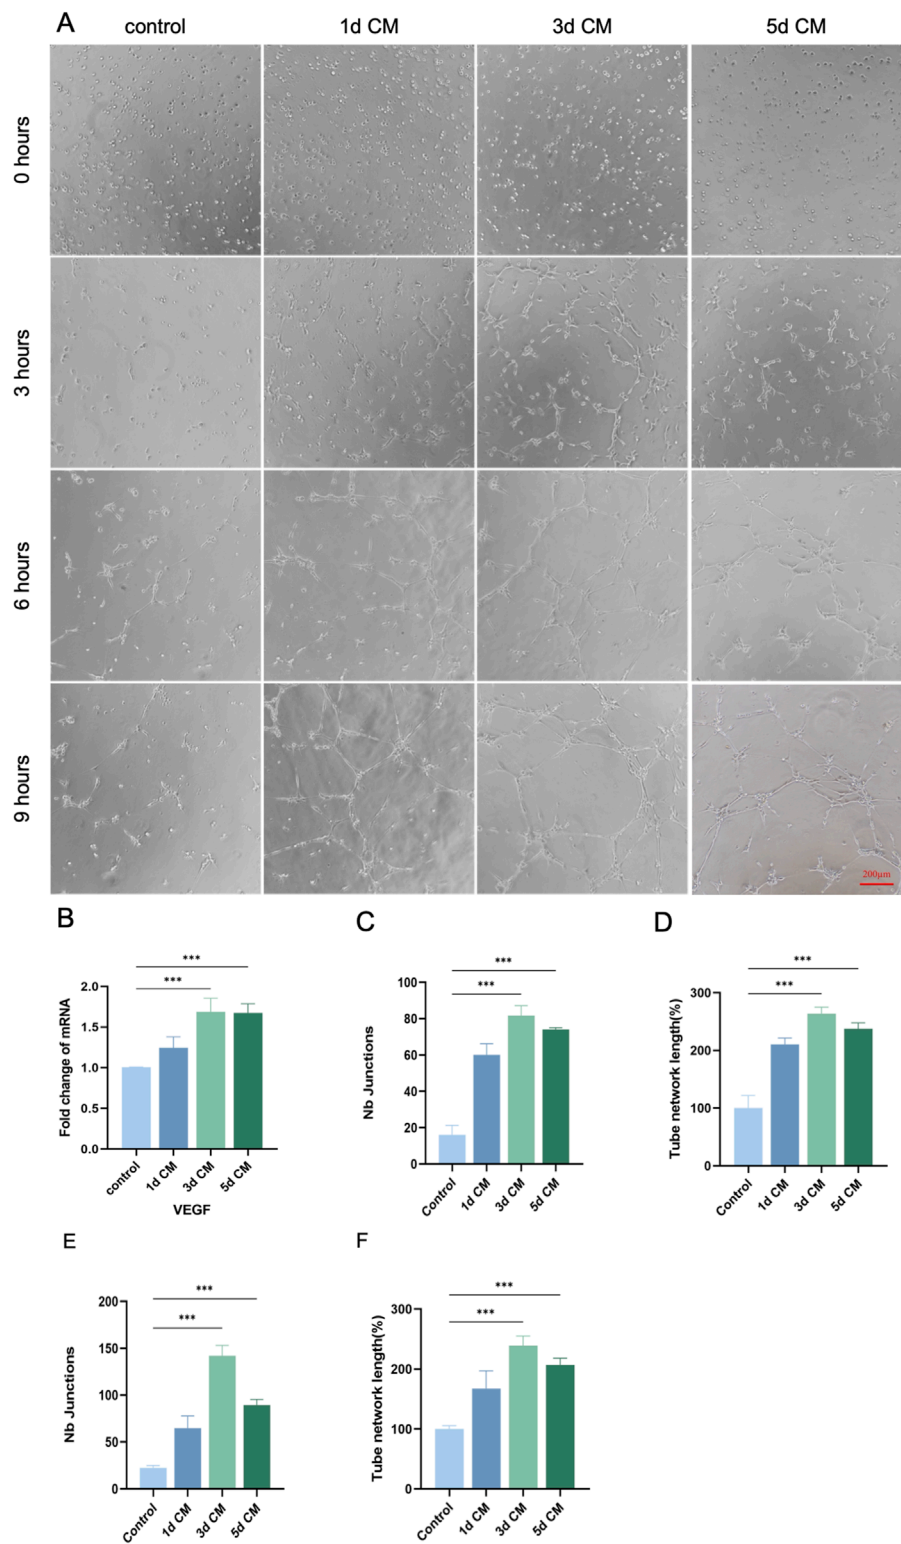 A
control 1d CM 3d CM 5d CM
0 hours
3 hours
6 hours
9 hours
200μm
B
***
***
2.0
1.5
1.0
0.5
0.0
Fold change of mRNA
control 1d CM 3d CM 5d CM
VEGF
C
***
***
100
80
60
40
20
0
Nb Junctions
Control 1d CM 3d CM 5d CM
D
***
***
300
200
100
0
Tube network length(%)
Control 1d CM 3d CM 5d CM
E
***
***
200
150
100
50
0
Nb Junctions
Control 1d CM 3d CM 5d CM
F
***
***
300
200
100
0
Tube network length(%)
Control 1d CM 3d CM 5d CM